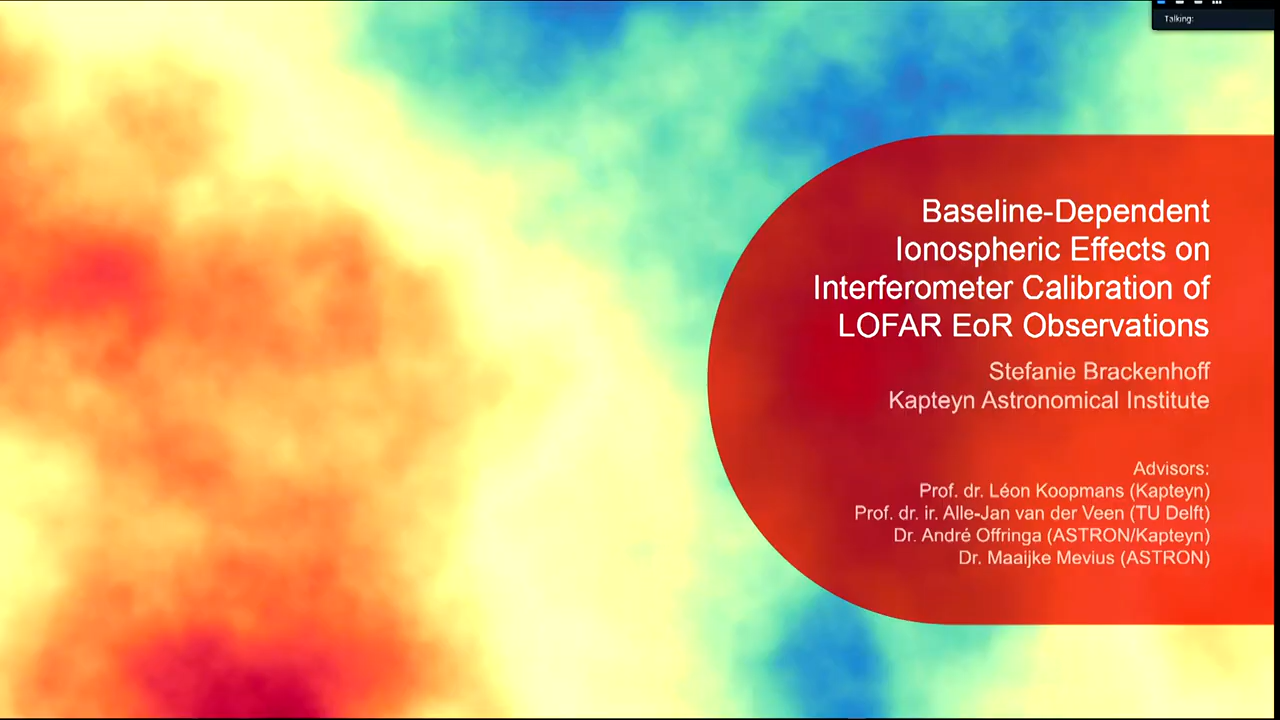 Talking:
Baseline-Dependent
Ionospheric Effects on
Interferometer Calibration of
LOFAR EoR Observations
Stefanie Brackenhoff
Kapteyn Astronomical Institute
Advisors:
Prof. dr. Léon Koopmans (Kapteyn)
Prof. dr. ir. Alle-Jan van der Veen (TU Delft)
Dr. André Offringa (ASTRON/Kapteyn)
Dr. Maaijke Mevius (ASTRON)